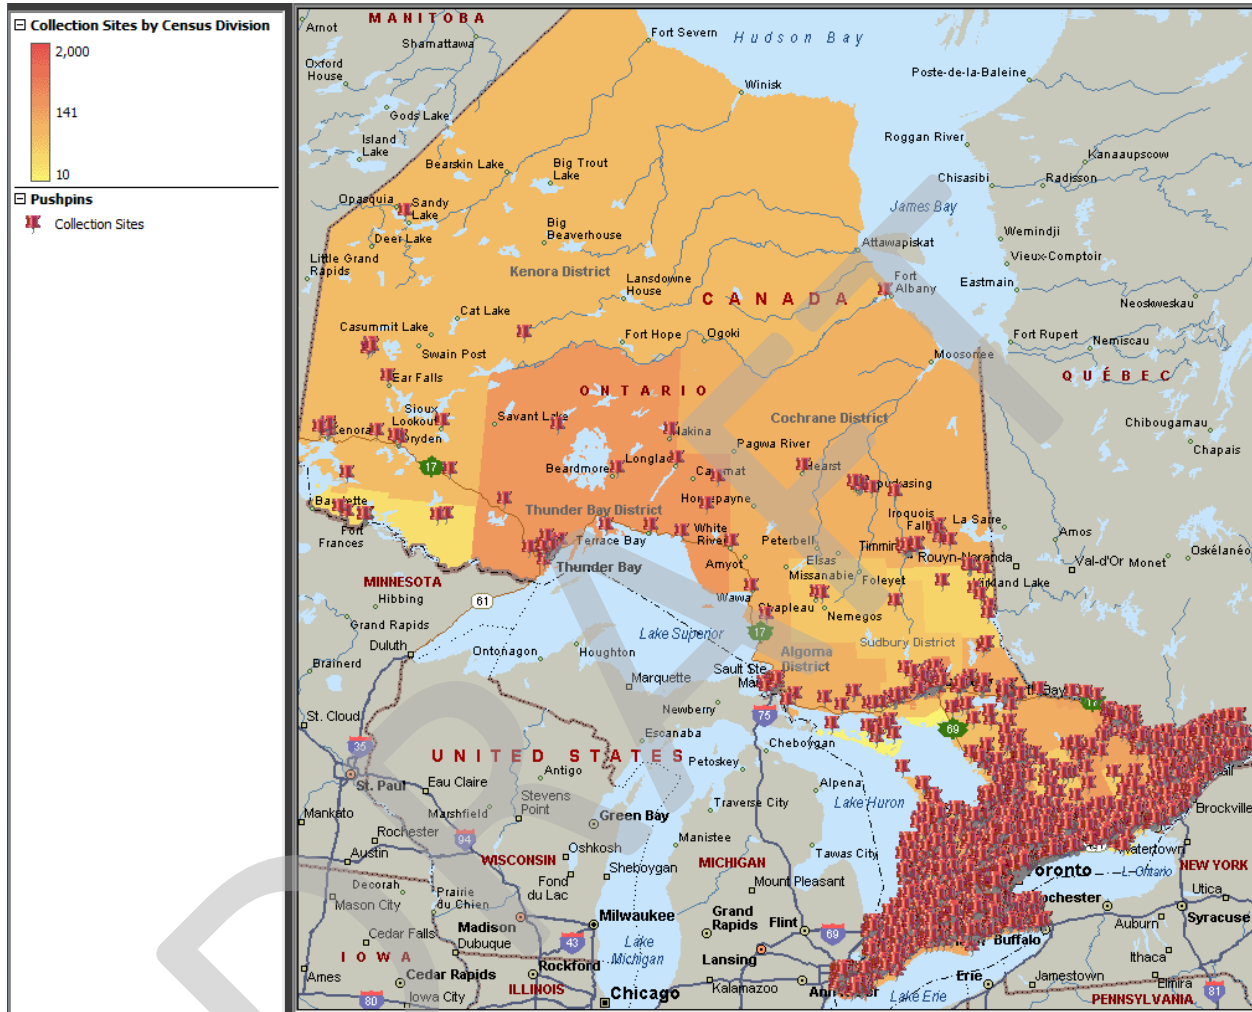 Collection Sites by Census Division
2,000
141
10
Pushpins
Collection Sites
MANITOBA
Arnot
Shamattawa
Fort Severn
Hudson Bay
Oxford
House
Winisk
Poste-de-la-Baleine
Gods Lake
Island
Lake
Roggan River
Kanaaupscow
Bearskin Lake
Big Trout
Lake
Chisasibi
Radisson
Opasquia
Sandy
Lake
James Bay
Big
Beaverhouse
Wemindji
Deer Lake
Attawapiskat
Vieux-Comptoir
Little Grand
Rapids
Kenora District
Lansdowne
House
Fort
Albany
Eastmain
CANADA
Neoskweskau
Cat Lake
Casummit Lake
Fort Hope
Ogoki
Fort Rupert
Nemiscau
Swain Post
Moosonee
QUÉBEC
Ear Falls
ONTARIO
Sioux
Lookout
Savant Lake
Cochrane District
Chibougamau
Kenora
Dryden
Nakina
Pagwa River
Chapais
17
Beardmore
Longlac
Hearst
Caramat
Hornepayne
Thunder Bay District
Iroquois
Falls
La Sarre
Fort
Frances
Terrace Bay
White
River
Peterbell
Timmins
Amos
Rouyn-Noranda
Oskélanéo
Val-d'Or
Monet
Elsas
Thunder Bay
Amyot
Missanabie
Foleyet
Kirkland Lake
MINNESOTA
Hibbing
61
Wawa
Chapleau
Nemegos
Grand Rapids
17
Lake Superior
Sudbury District
Duluth
Ontonagon
Houghton
Algoma
District
Brainerd
Sault Ste.
Marquette
Newberry
17
St. Cloud
75
69
35
Escanaba
Cheboygan
UNITED STATES
Petoskey
St. Paul
Eau Claire
Antigo
Alpena
Stevens
Point
Traverse City
Lake Huron
Mankato
Marshfield
Green Bay
Brockville
Rochester
94
Manistee
Oshkosh
Tawas City
Watertown
Austin
WISCONSIN
Sheboygan
MICHIGAN
Toronto
L. Ontario
NEW YORK
Fond
du Lac
Mount Pleasant
Decorah
Prairie
du Chien
Mason City
Rochester
Utica
Milwaukee
Grand
Rapids
Flint
Auburn
Syracuse
Madison
69
Cedar Falls
Dubuque
43
Lake
Michigan
Lansing
Buffalo
Ithaca
IOWA
Rockford
Ames
Cedar Rapids
Kalamazoo
Erie
Jamestown
Elmira
80
Iowa City
ILLINOIS
Chicago
Lake Erie
PENNSYLVANIA
81